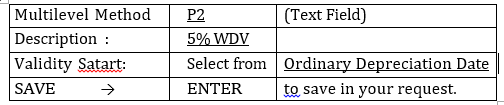 Multilevel Method P2 (Text Field)
Description : 5% WDV
Validity Satart: Select from Ordinary Depreciation Date
SAVE → ENTER to save in your request.